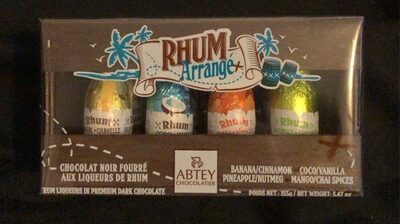 RHUM
Arrangé
Rhum
Rhum
Rhum
Rhum
CHOCOLAT NOIR FOURRÉ
AUX LIQUEURS DE RHUM
RUM LIQUEURS IN PREMIUM DARK CHOCOLATE
ABTEY
CHOCOLATIER
BANANA/CINNAMON COCO/VANILLA
PINEAPPLE/NUTMEG MANGO/CHAI SPICES
POIDS NET : 155g / NET WEIGHT : 5.47 oz